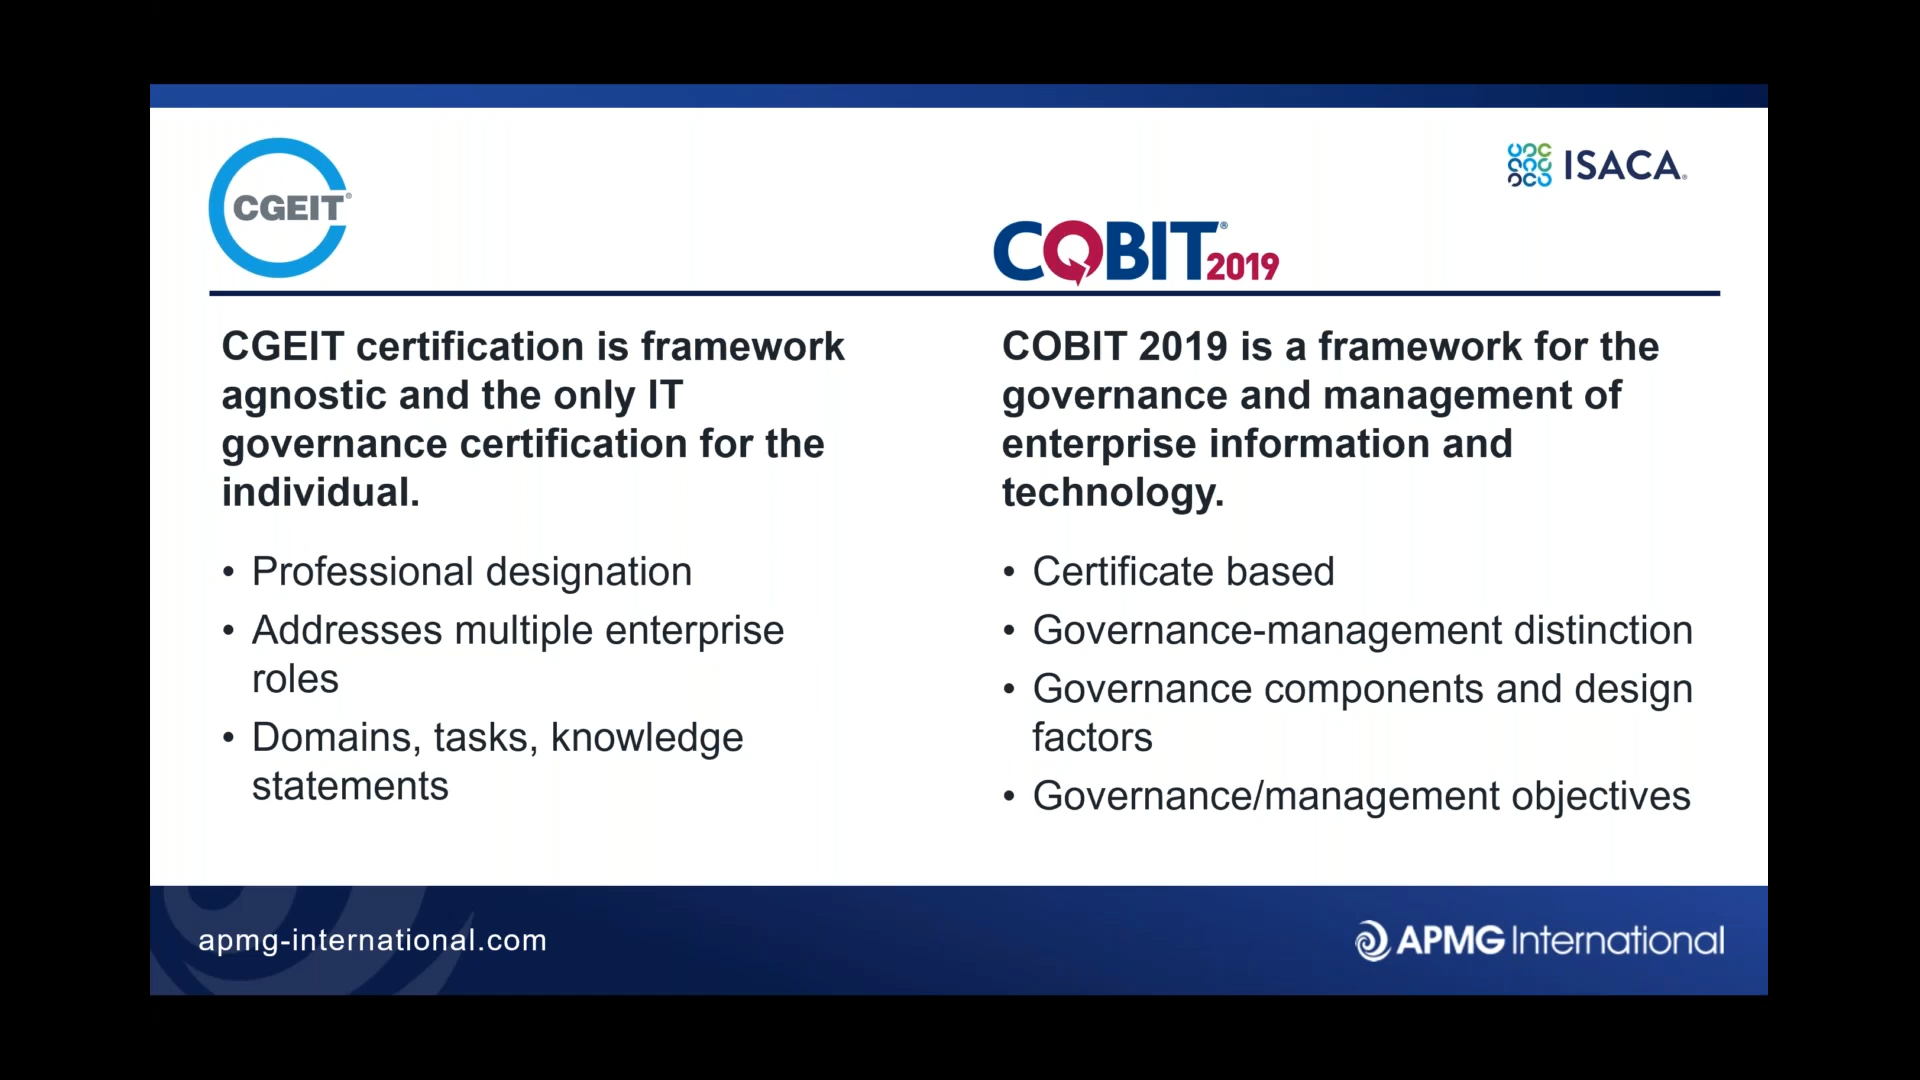 CGEIT®
ISACA®
COBIT® 2019
CGEIT certification is framework
agnostic and the only IT
governance certification for the
individual.
• Professional designation
• Addresses multiple enterprise
roles
• Domains, tasks, knowledge
statements
COBIT 2019 is a framework for the
governance and management of
enterprise information and
technology.
• Certificate based
• Governance-management distinction
• Governance components and design
factors
• Governance/management objectives
apmg-international.com
APMG International